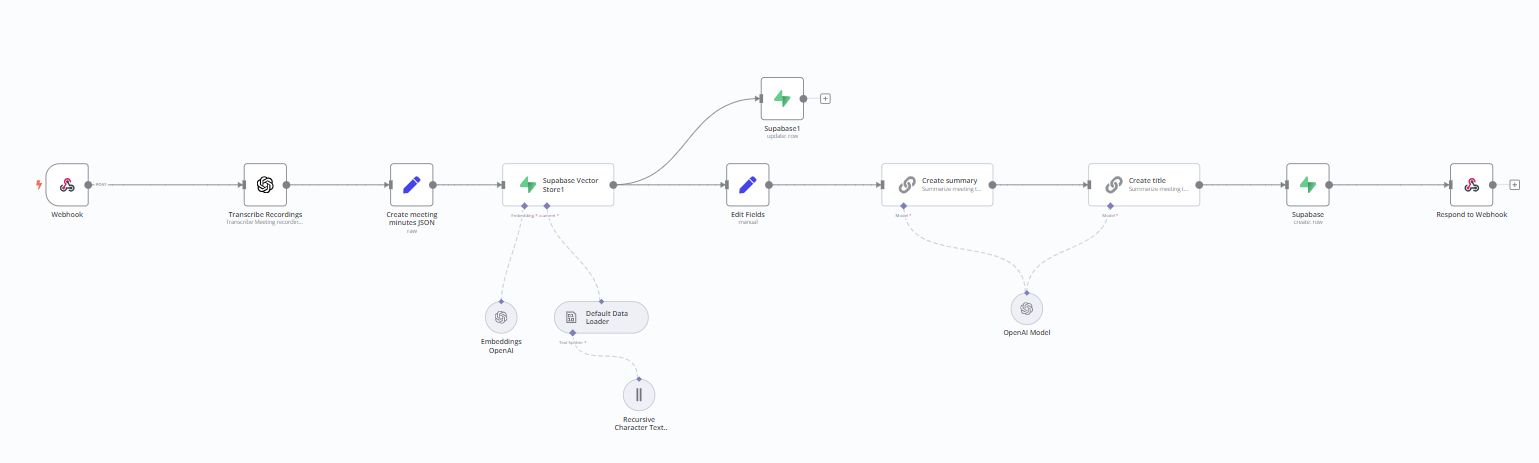 Supabase1
update: row
POST
Supabase Vector
Store1
Create summary
Summarize meeting t...
Create title
Summarize meeting t...
Webhook
Transcribe Recordings
Transcribe Meeting recordin...
Create meeting
minutes JSON
raw
Embedding *
Edit Fields
manual
Model *
Model *
Supabase
create: row
Respond to Webhook
Default Data
Loader
Embeddings
OpenAI
Text Splitter *
OpenAI Model
Recursive
Character Text..